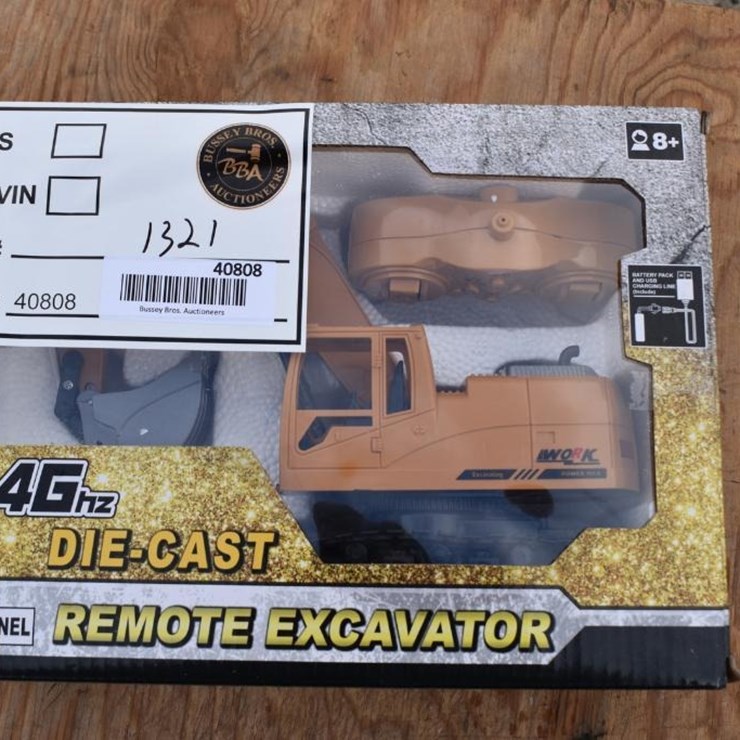 S
VIN
BUSSEY BROS.
BBA
AUCTIONEERS
1321
40808
40808
Bussey Bros. Auctioneers
8+
BATTERY PACK
AND USB
CHARGING LINE
(Include)
WORK
4Ghz
DIE-CAST
NEL
REMOTE EXCAVATOR